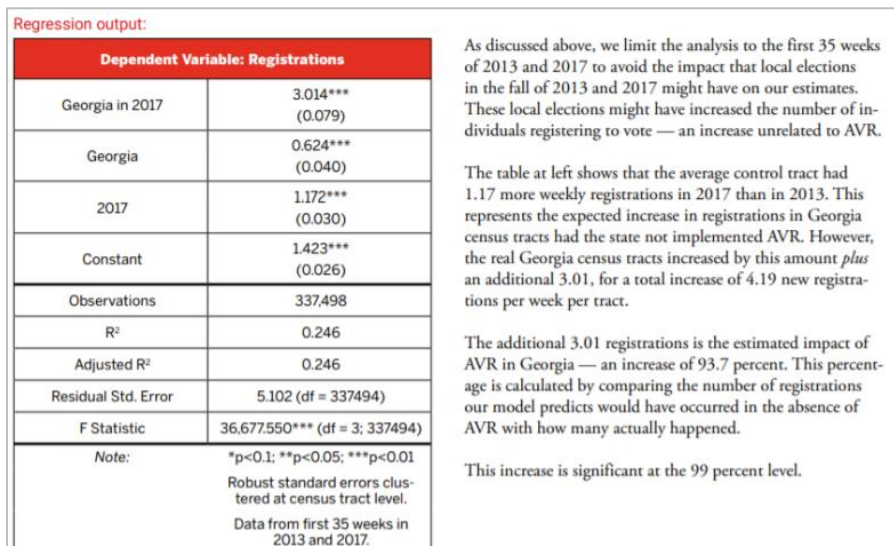 Regression output:
Dependent Variable: Registrations
Georgia in 2017
3.014***
(0.079)
Georgia
0.624***
(0.040)
2017
1.172***
(0.030)
Constant
1.423***
(0.026)
Observations
337,498
R²
0.246
Adjusted R²
0.246
Residual Std. Error
5.102 (df = 337494)
F Statistic
36,677.550*** (df = 3; 337494)
Note:
*p<0.1; **p<0.05; ***p<0.01
Robust standard errors clus-
tered at census tract level.
Data from first 35 weeks in
2013 and 2017.
As discussed above, we limit the analysis to the first 35 weeks
of 2013 and 2017 to avoid the impact that local elections
in the fall of 2013 and 2017 might have on our estimates.
These local elections might have increased the number of in-
dividuals registering to vote — an increase unrelated to AVR.
The table at left shows that the average control tract had
1.17 more weekly registrations in 2017 than in 2013. This
represents the expected increase in registrations in Georgia
census tracts had the state not implemented AVR. However,
the real Georgia census tracts increased by this amount plus
an additional 3.01, for a total increase of 4.19 new registra-
tions per week per tract.
The additional 3.01 registrations is the estimated impact of
AVR in Georgia — an increase of 93.7 percent. This percent-
age is calculated by comparing the number of registrations
our model predicts would have occurred in the absence of
AVR with how many actually happened.
This increase is significant at the 99 percent level.